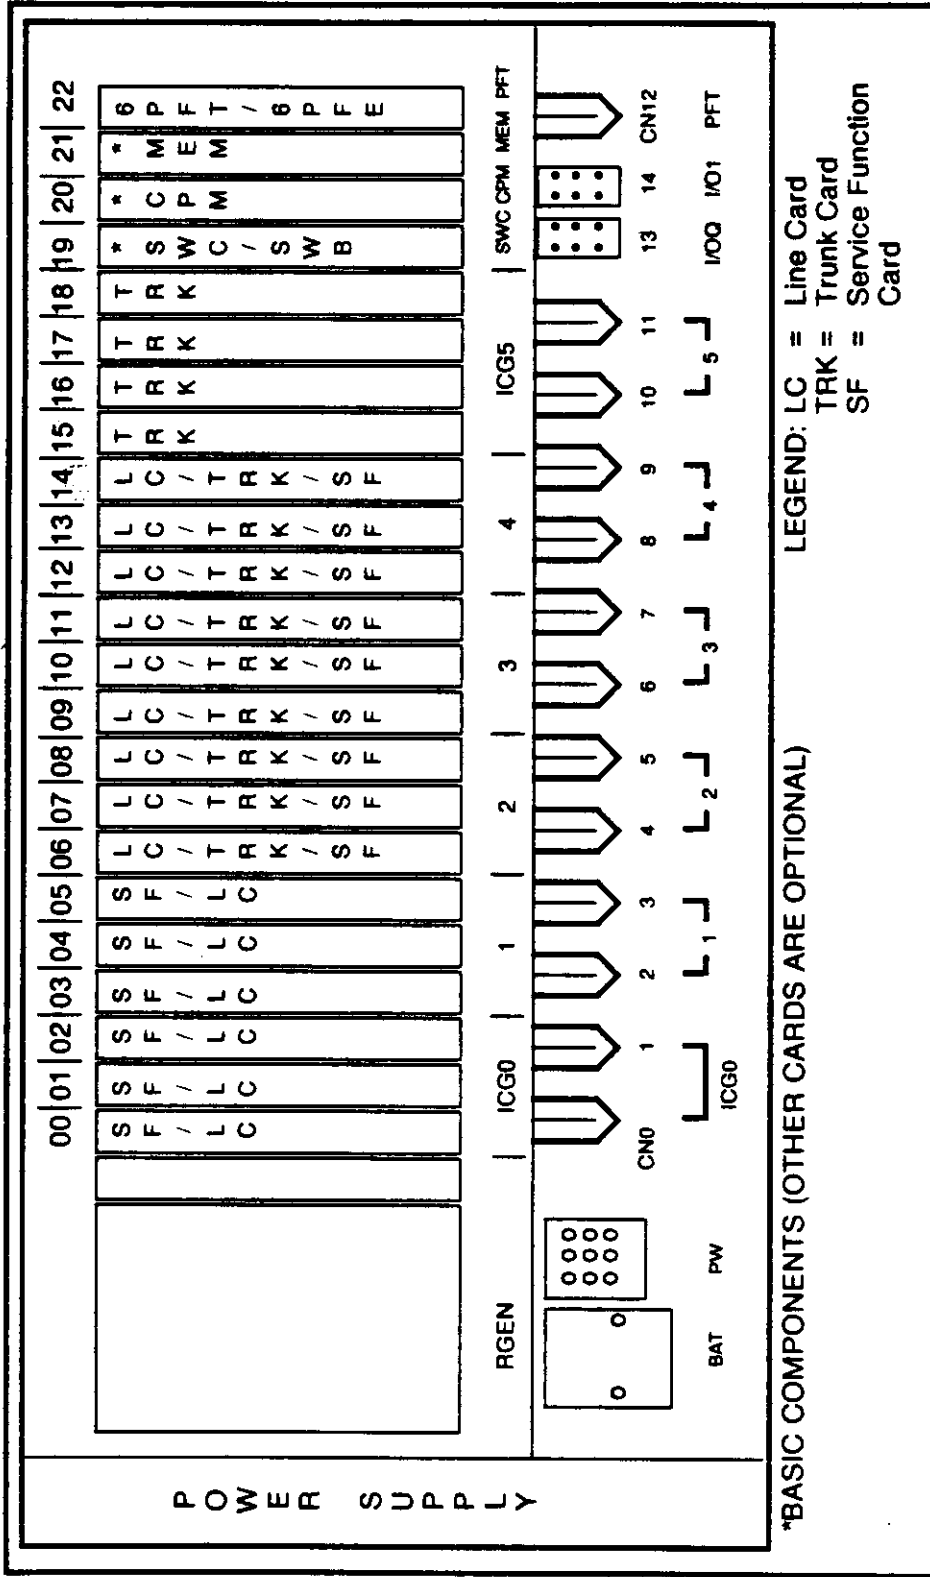 00|01|02|03|04|05|06|07|08|09|10|11|12|13|14|15|16|17|18|19|20|21|22
POWER SUPPLY
SF/LC
SF/LC
SF/LC
SF/LC
SF/LC
SF/LC
LC/TRK/SF
LC/TRK/SF
LC/TRK/SF
LC/TRK/SF
LC/TRK/SF
LC/TRK/SF
LC/TRK/SF
LC/TRK/SF
LC/TRK/SF
TRK
TRK
TRK
TRK
*SWC/SWB
*CPM
*MEM
6PFT/6PFE
RGEN | ICG0 | 1 | 2 | 3 | 4 | ICG5 | SWC CPM MEM PFT
CN0 1 2 3 4 5 6 7 8 9 10 11 13 14 CN12
BAT PW ICG0 1 2 3 4 5 I/OQ I/O1 PFT
*BASIC COMPONENTS (OTHER CARDS ARE OPTIONAL)
LEGEND: LC = Line Card
TRK = Trunk Card
SF = Service Function
Card